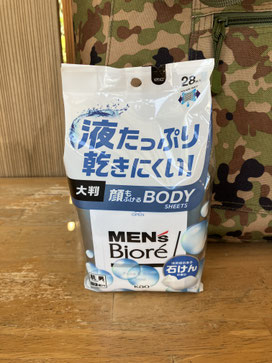 28
液たっぷり
乾きにくい!
大判
顔もふけるBODY
SHEETS
OPEN
MEN's
Bioré
石けん
Kao